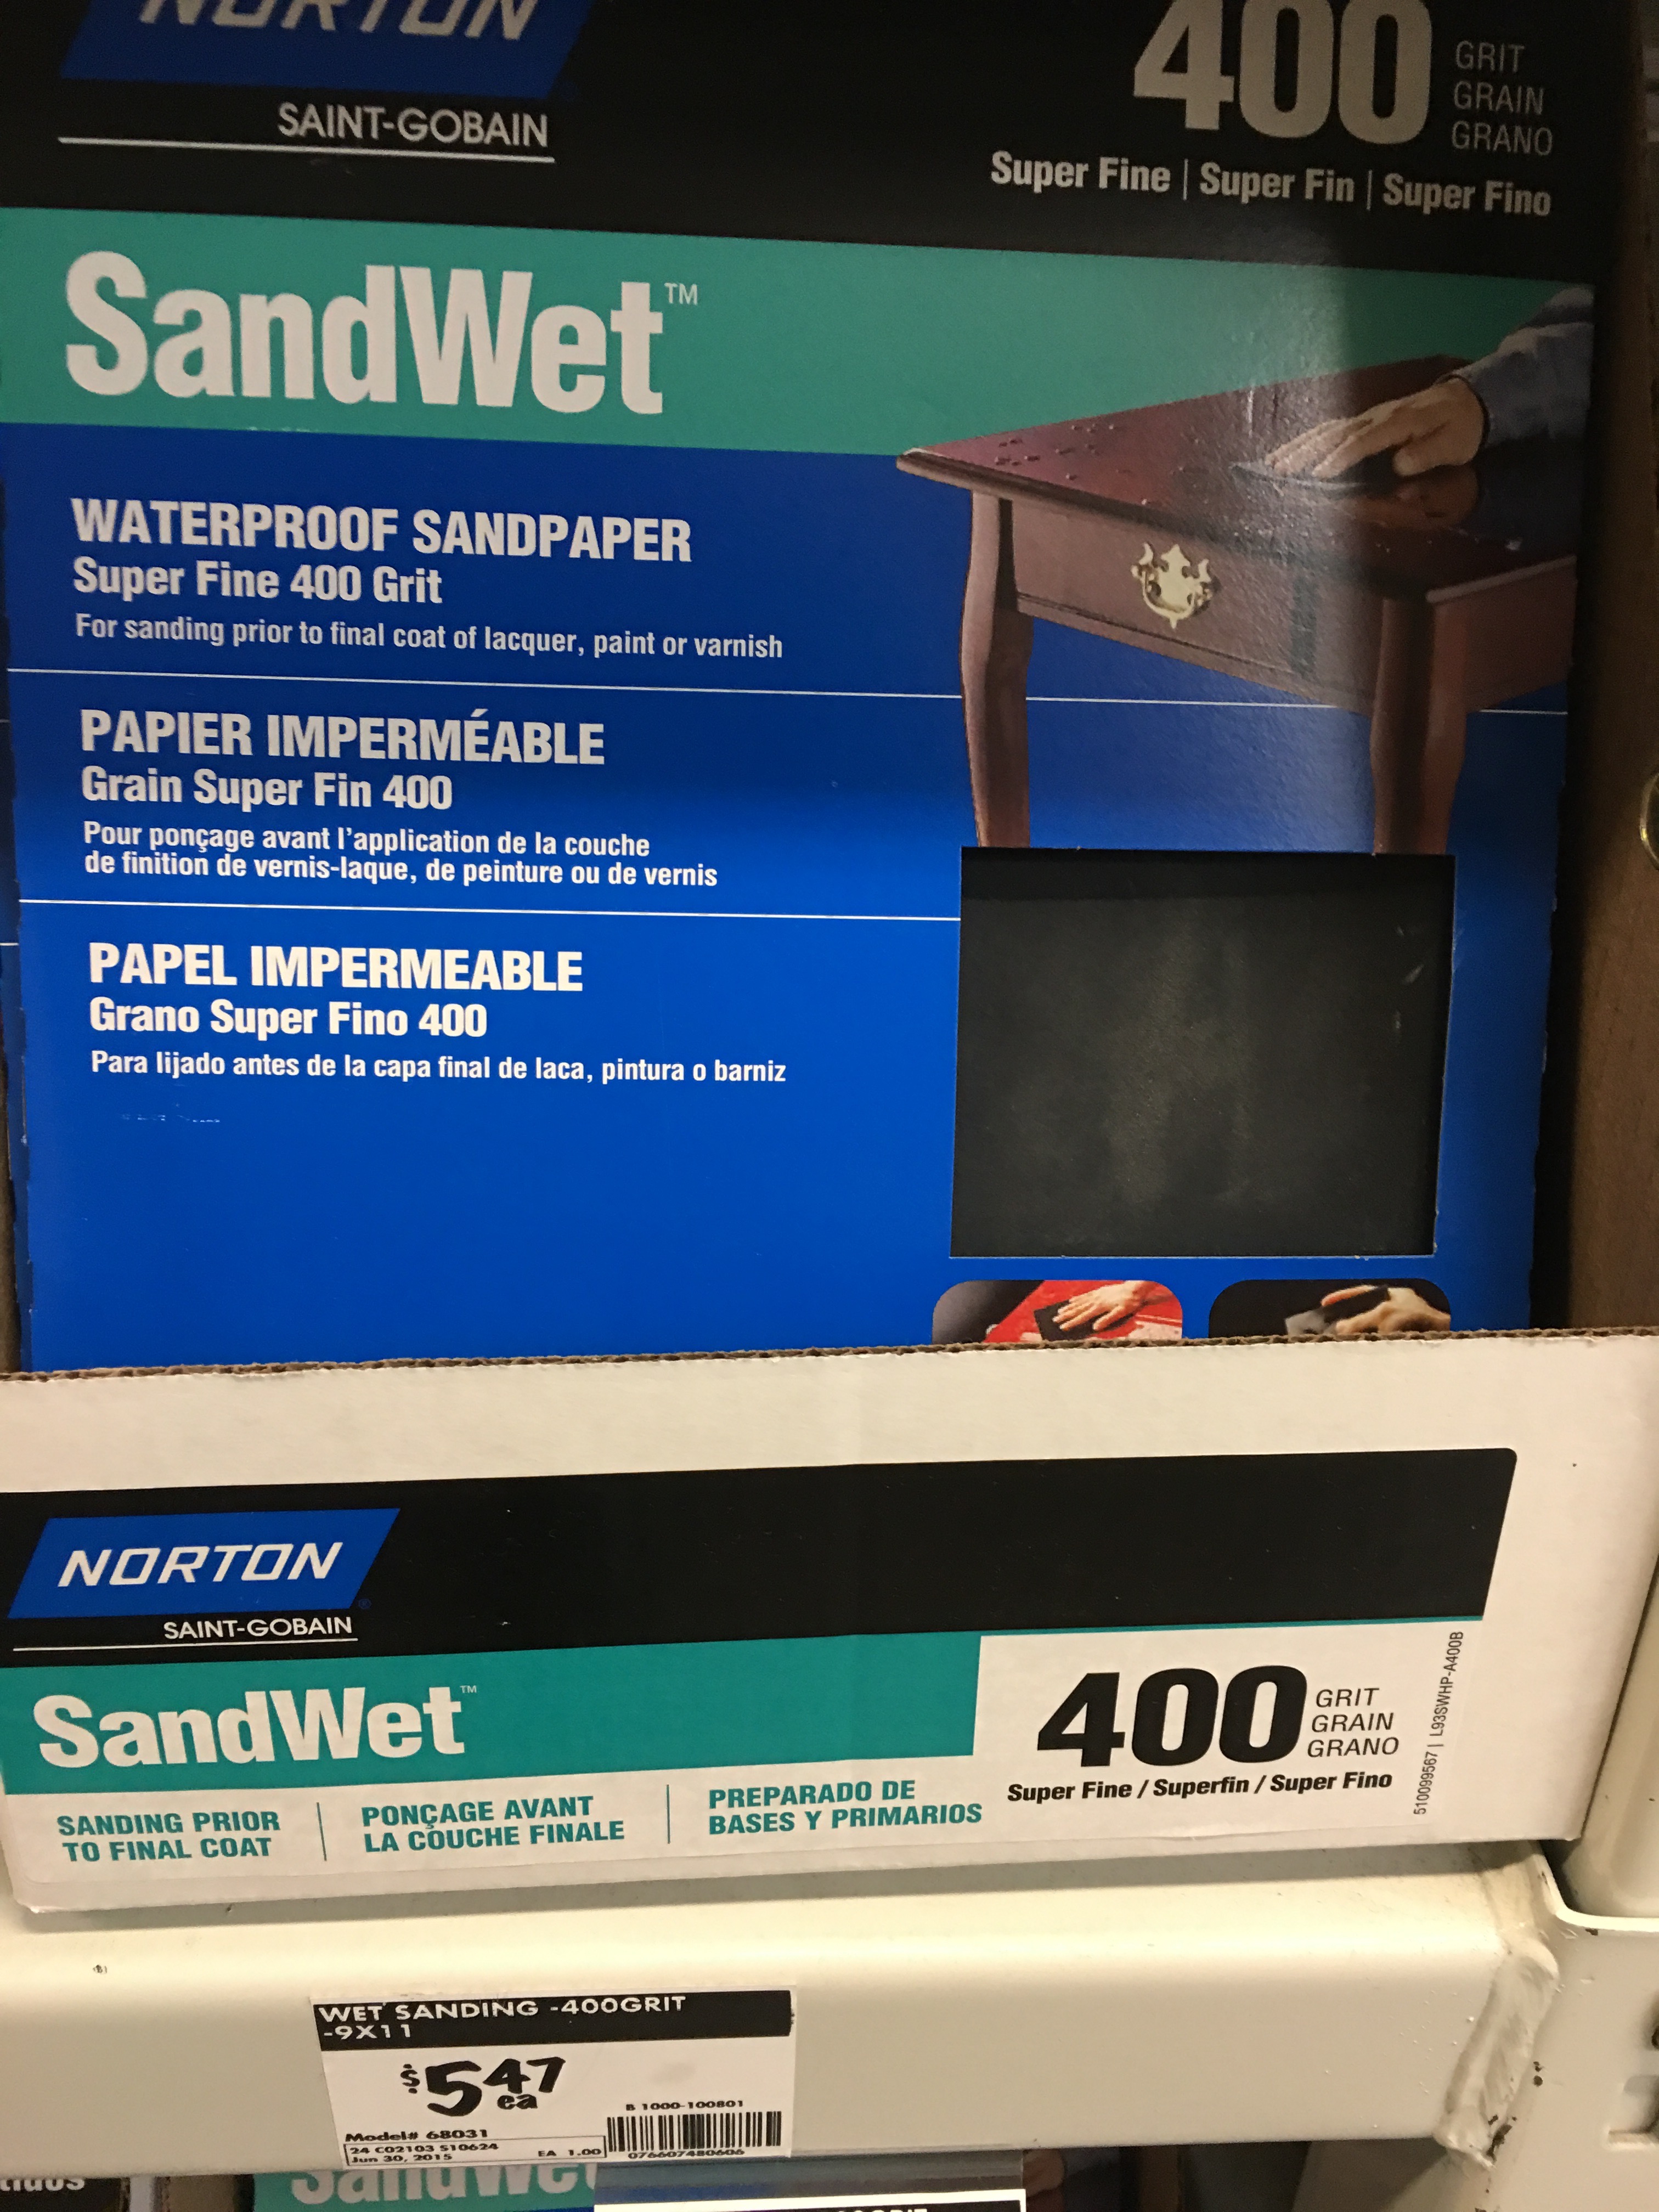 NORTON
SAINT-GOBAIN
400 GRIT
GRAIN
GRANO
Super Fine | Super Fin | Super Fino
SandWet™
WATERPROOF SANDPAPER
Super Fine 400 Grit
For sanding prior to final coat of lacquer, paint or varnish
PAPIER IMPERMÉABLE
Grain Super Fin 400
Pour ponçage avant l'application de la couche
de finition de vernis-laque, de peinture ou de vernis
PAPEL IMPERMEABLE
Grano Super Fino 400
Para lijado antes de la capa final de laca, pintura o barniz
NORTON®
SAINT-GOBAIN
SandWet™
400 GRIT
GRAIN
GRANO
Super Fine / Superfin / Super Fino
510099567 | L93SWHP-A400B
SANDING PRIOR
TO FINAL COAT
PONÇAGE AVANT
LA COUCHE FINALE
PREPARADO DE
BASES Y PRIMARIOS
WET SANDING -400GRIT
-9X11
$5.47
ea
B 1000-100801
Model# 68031
24 C02103 S10624
Jun 30, 2015
EA 1.00
076607480606
SandWet